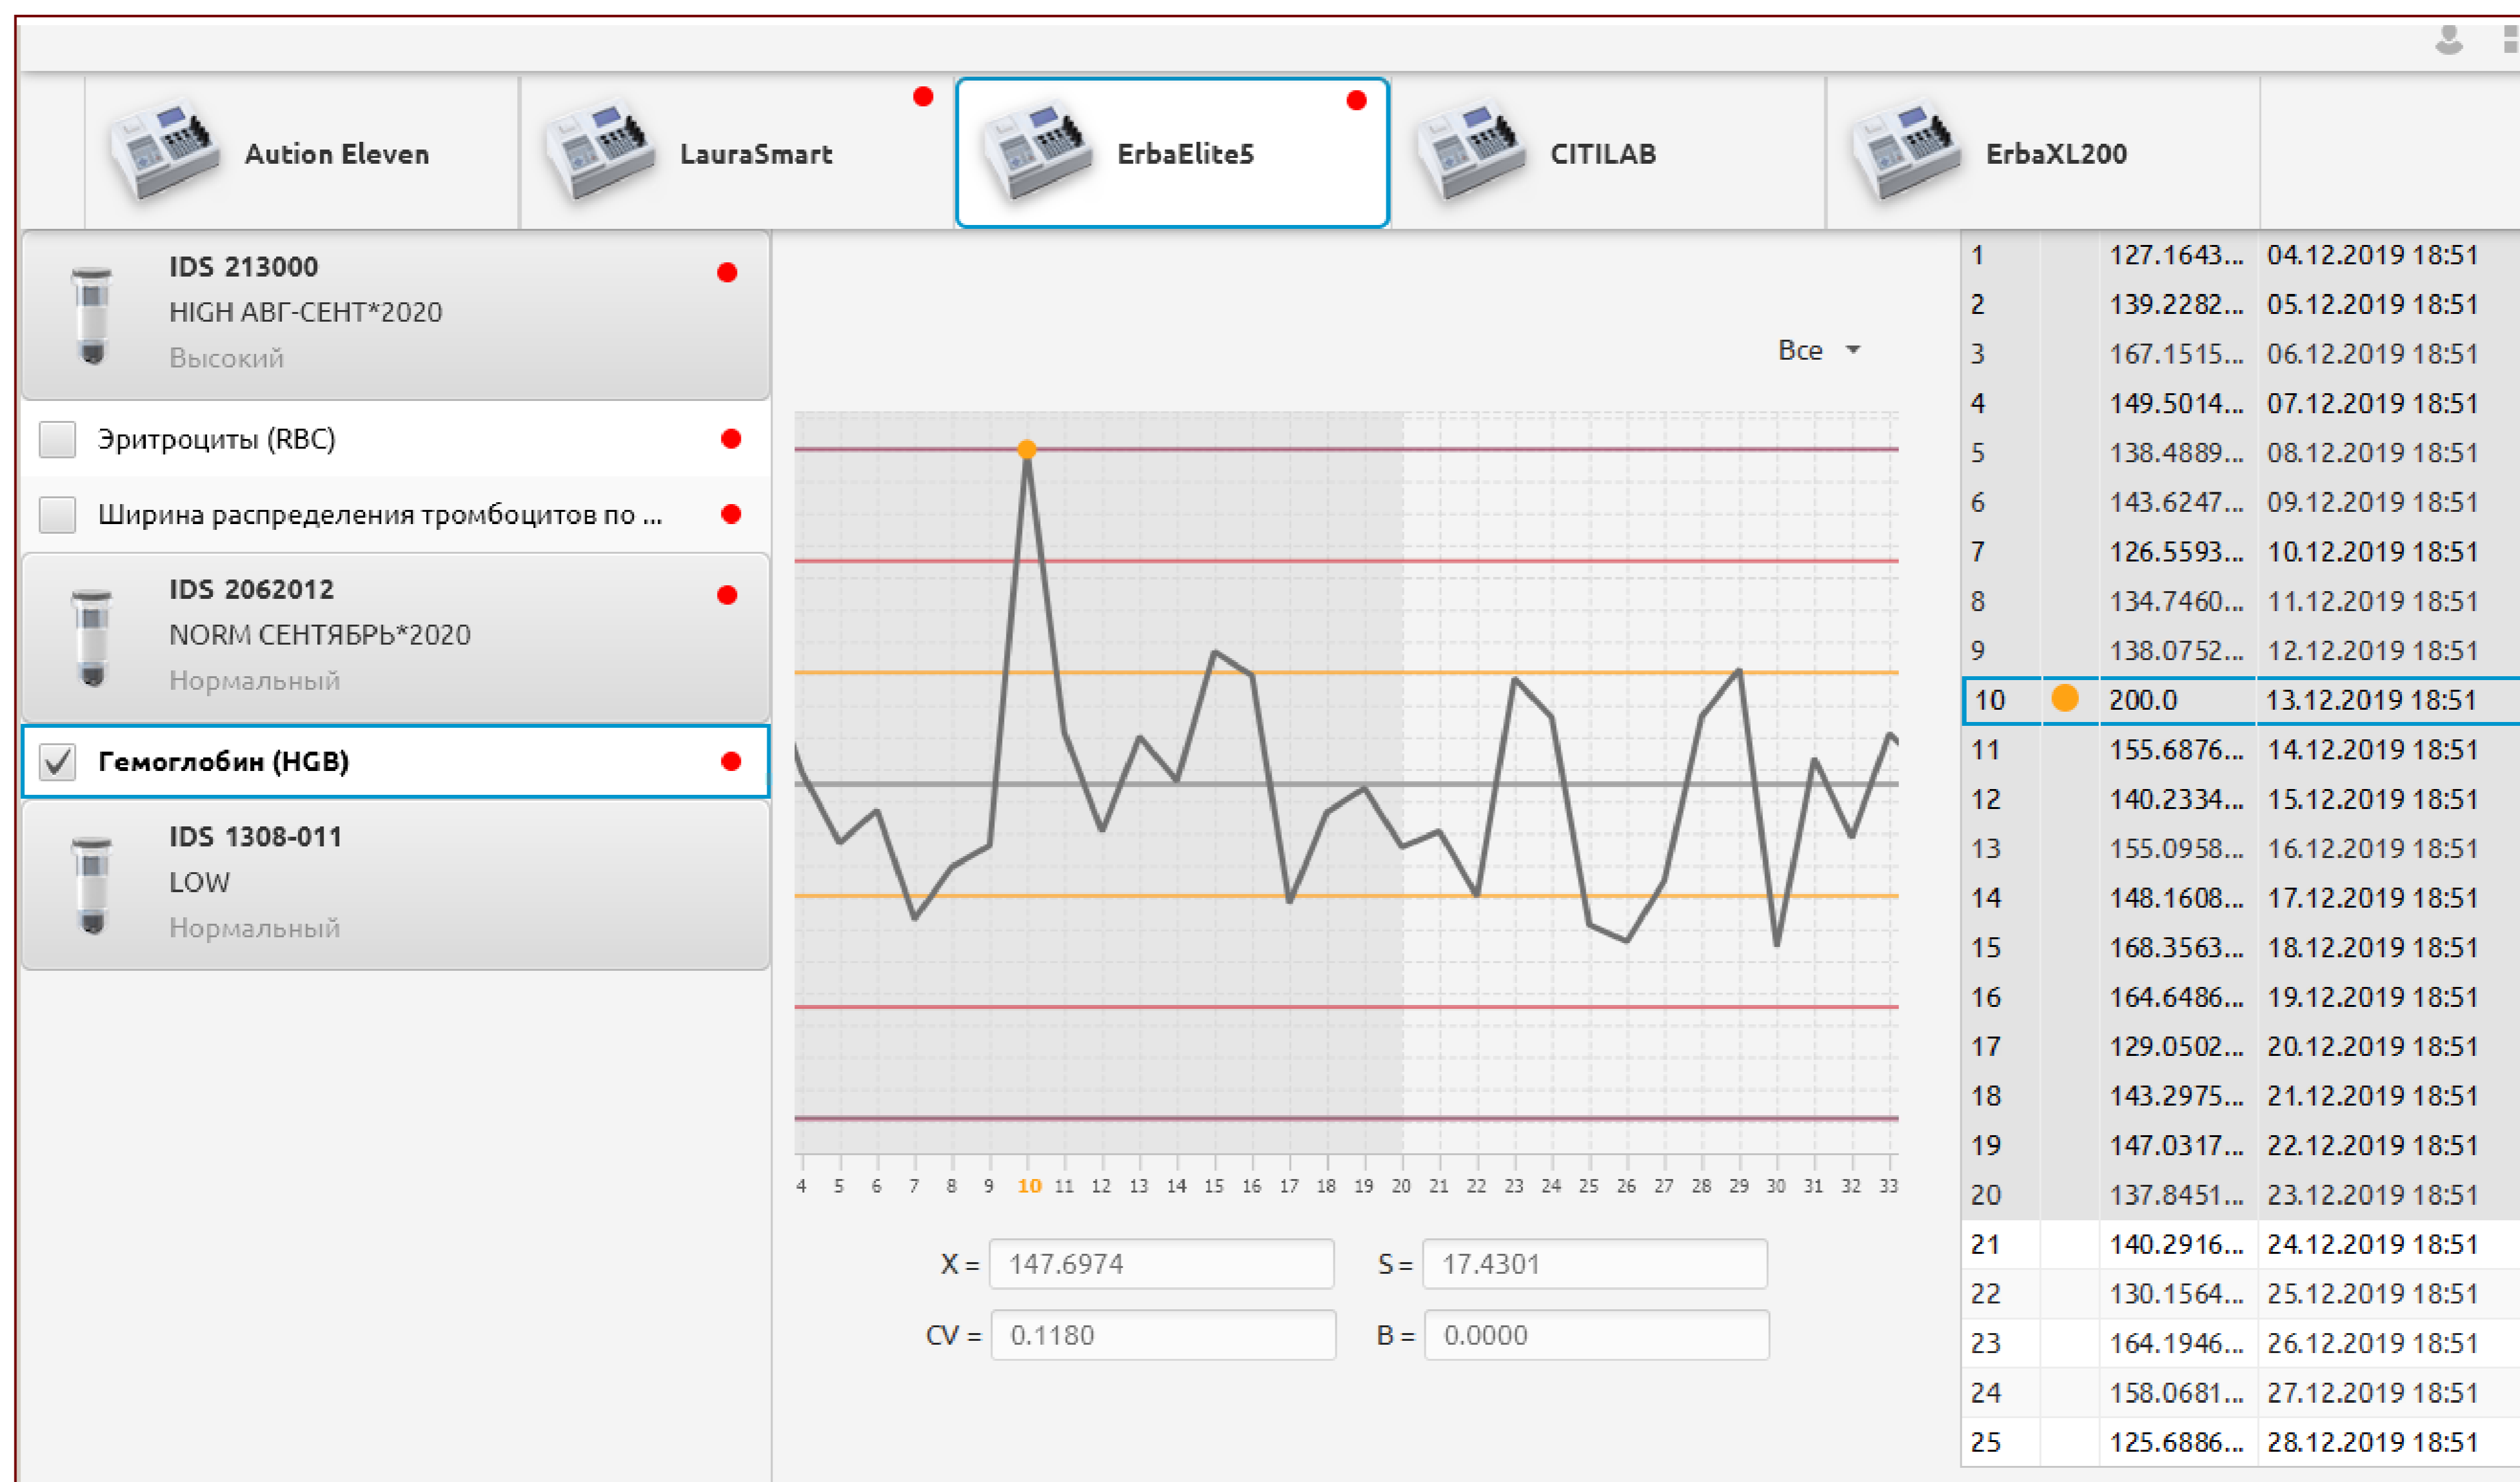 Aution Eleven
LauraSmart
ErbaElite5
CITILAB
ErbaXL200
IDS 213000
HIGH АВГ-СЕНТ*2020
Высокий
Эритроциты (RBC)
Ширина распределения тромбоцитов по ...
IDS 2062012
NORM СЕНТЯБРЬ*2020
Нормальный
Гемоглобин (HGB)
IDS 1308-011
LOW
Нормальный
Все
4 5 6 7 8 9 10 11 12 13 14 15 16 17 18 19 20 21 22 23 24 25 26 27 28 29 30 31 32 33
X = 147.6974 S = 17.4301
CV = 0.1180 B = 0.0000
1 127.1643... 04.12.2019 18:51
2 139.2282... 05.12.2019 18:51
3 167.1515... 06.12.2019 18:51
4 149.5014... 07.12.2019 18:51
5 138.4889... 08.12.2019 18:51
6 143.6247... 09.12.2019 18:51
7 126.5593... 10.12.2019 18:51
8 134.7460... 11.12.2019 18:51
9 138.0752... 12.12.2019 18:51
10 200.0 13.12.2019 18:51
11 155.6876... 14.12.2019 18:51
12 140.2334... 15.12.2019 18:51
13 155.0958... 16.12.2019 18:51
14 148.1608... 17.12.2019 18:51
15 168.3563... 18.12.2019 18:51
16 164.6486... 19.12.2019 18:51
17 129.0502... 20.12.2019 18:51
18 143.2975... 21.12.2019 18:51
19 147.0317... 22.12.2019 18:51
20 137.8451... 23.12.2019 18:51
21 140.2916... 24.12.2019 18:51
22 130.1564... 25.12.2019 18:51
23 164.1946... 26.12.2019 18:51
24 158.0681... 27.12.2019 18:51
25 125.6886... 28.12.2019 18:51